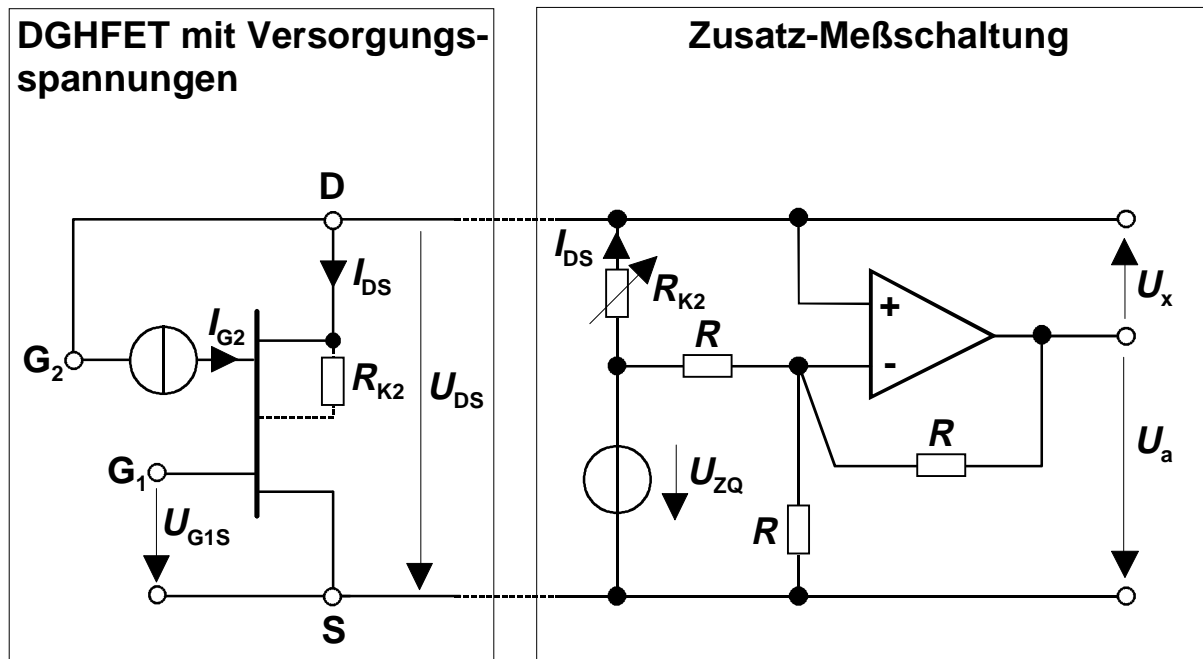 DGHFET mit Versorgungs-
spannungen
D
I_DS
I_G2
G_2
R_K2
U_DS
G_1
U_G1S
S
Zusatz-Meßschaltung
I_DS
R_K2
R
+
-
U_x
R
U_ZQ
U_a
R